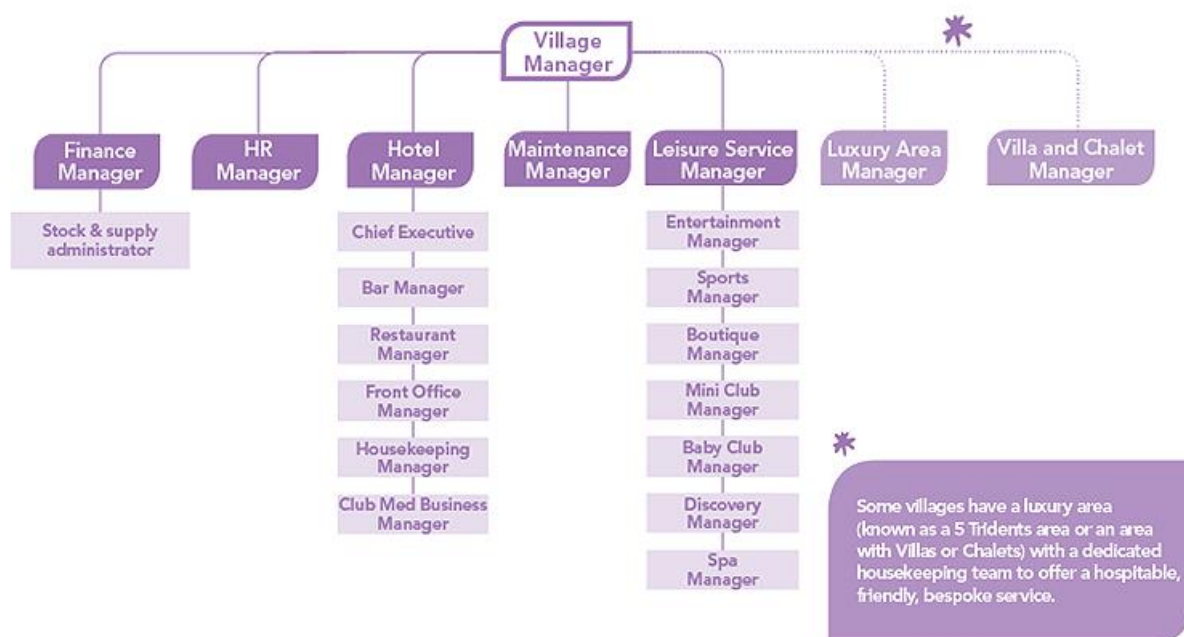 Village
Manager
Finance
Manager
HR
Manager
Hotel
Manager
Maintenance
Manager
Leisure Service
Manager
Luxury Area
Manager
Villa and Chalet
Manager
Stock & supply
administrator
Chief Executive
Bar Manager
Restaurant
Manager
Front Office
Manager
Housekeeping
Manager
Club Med Business
Manager
Entertainment
Manager
Sports
Manager
Boutique
Manager
Mini Club
Manager
Baby Club
Manager
Discovery
Manager
Spa
Manager
Some villages have a luxury area
(known as a 5 Tridents area or an area
with Villas or Chalets) with a dedicated
housekeeping team to offer a hospitable,
friendly, bespoke service.